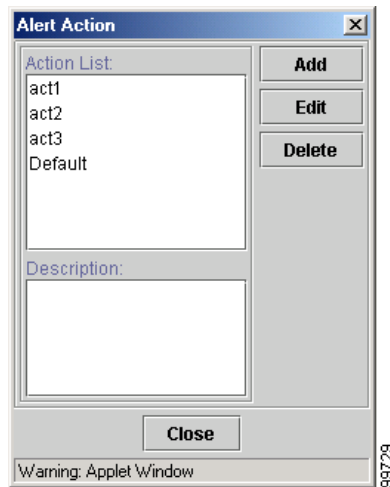 Alert Action
Action List:
act1
act2
act3
Default
Add
Edit
Delete
Description:
Close
Warning: Applet Window
99729